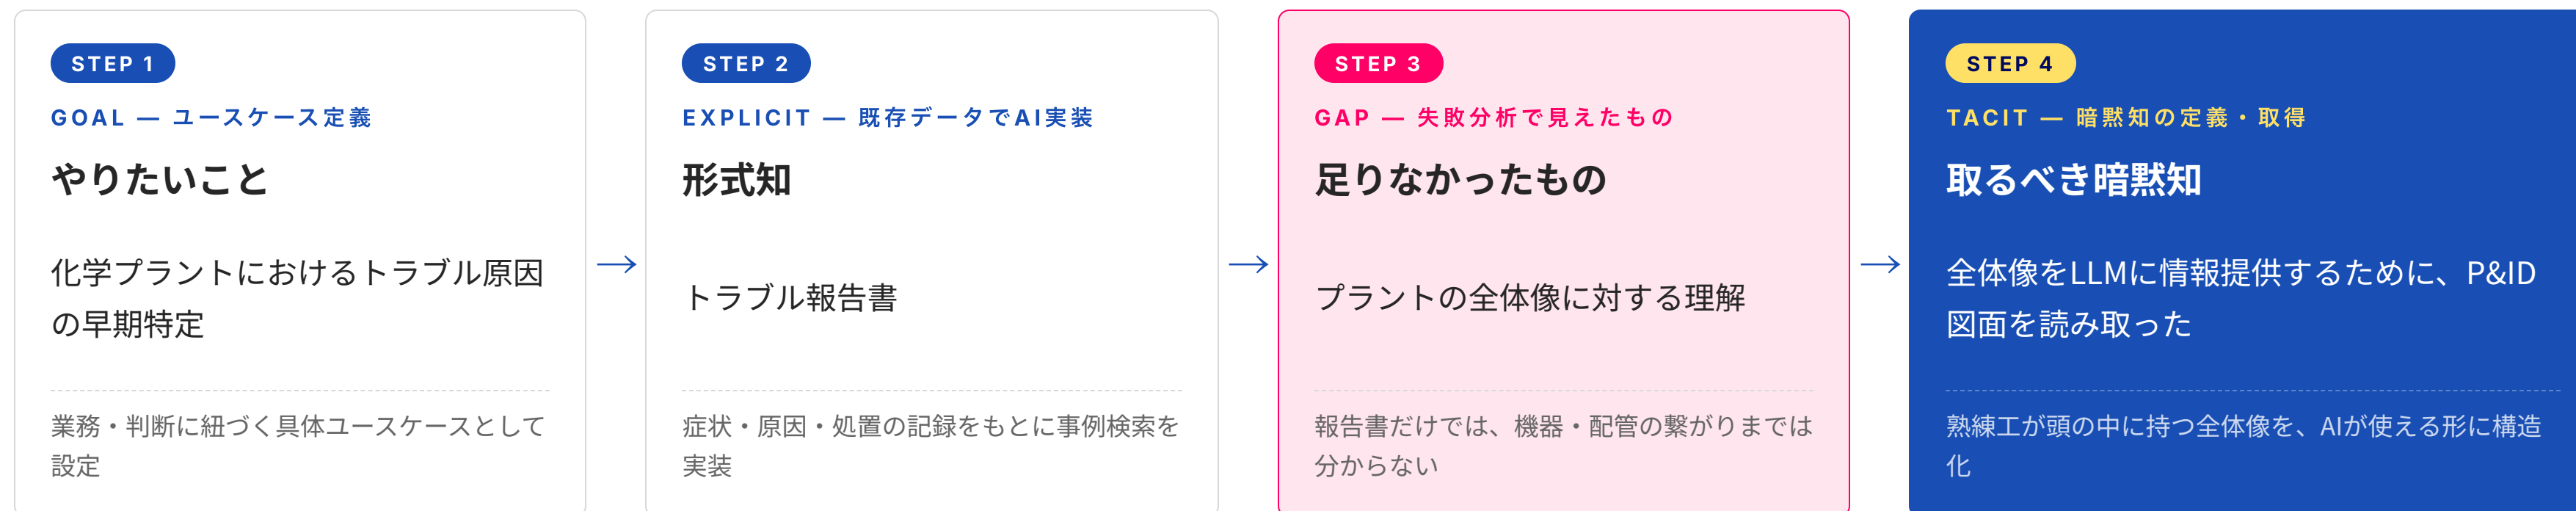 STEP 1
GOAL — ユースケース定義
やりたいこと
化学プラントにおけるトラブル原因
の早期特定
業務・判断に紐づく具体ユースケースとして
設定
STEP 2
EXPLICIT — 既存データでAI実装
形式知
トラブル報告書
症状・原因・処置の記録をもとに事例検索を
実装
STEP 3
GAP — 失敗分析で見えたもの
足りなかったもの
プラントの全体像に対する理解
報告書だけでは、機器・配管の繋がりまでは
分からない
STEP 4
TACIT — 暗黙知の定義・取得
取るべき暗黙知
全体像をLLMに情報提供するために、P&ID
図面を読み取った
熟練工が頭の中に持つ全体像を、AIが使える形に構造
化